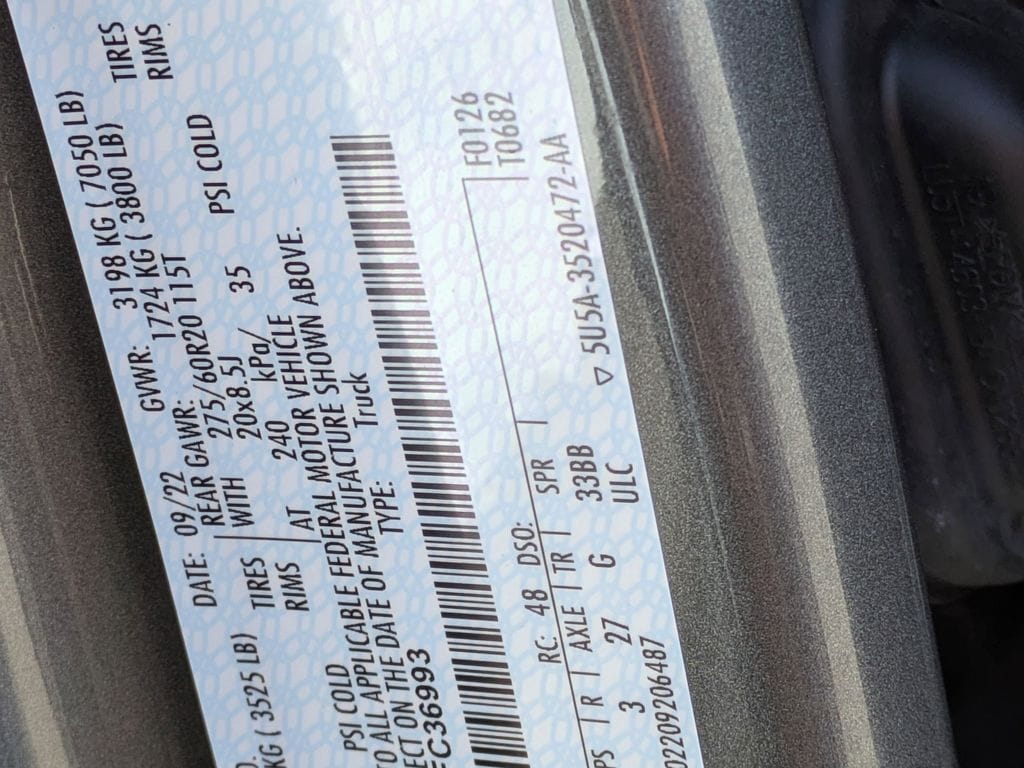 DATE: 09/22 GVWR: 3198 KG ( 7050 LB)
KG ( 3525 LB) TIRES REAR GAWR: 1724 KG ( 3800 LB) TIRES
RIMS WITH 275/60R20 115T RIMS
20x8.5J
PSI COLD AT 240 kPa/ 35 PSI COLD
TO ALL APPLICABLE FEDERAL MOTOR VEHICLE
ECT ON THE DATE OF MANUFACTURE SHOWN ABOVE.
C36993 TYPE: Truck
F0126
RC: 48 DSO: T0682
PS R AXLE TR SPR
3 27 G 33BB ▽ 5U5A-3520472-AA
02209206487 ULC